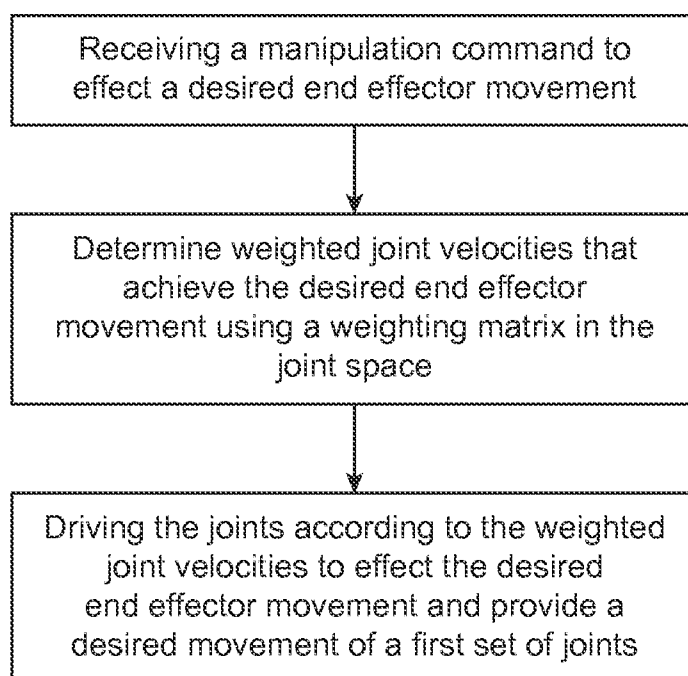 Receiving a manipulation command to
effect a desired end effector movement
Determine weighted joint velocities that
achieve the desired end effector
movement using a weighting matrix in the
joint space
Driving the joints according to the weighted
joint velocities to effect the desired
end effector movement and provide a
desired movement of a first set of joints